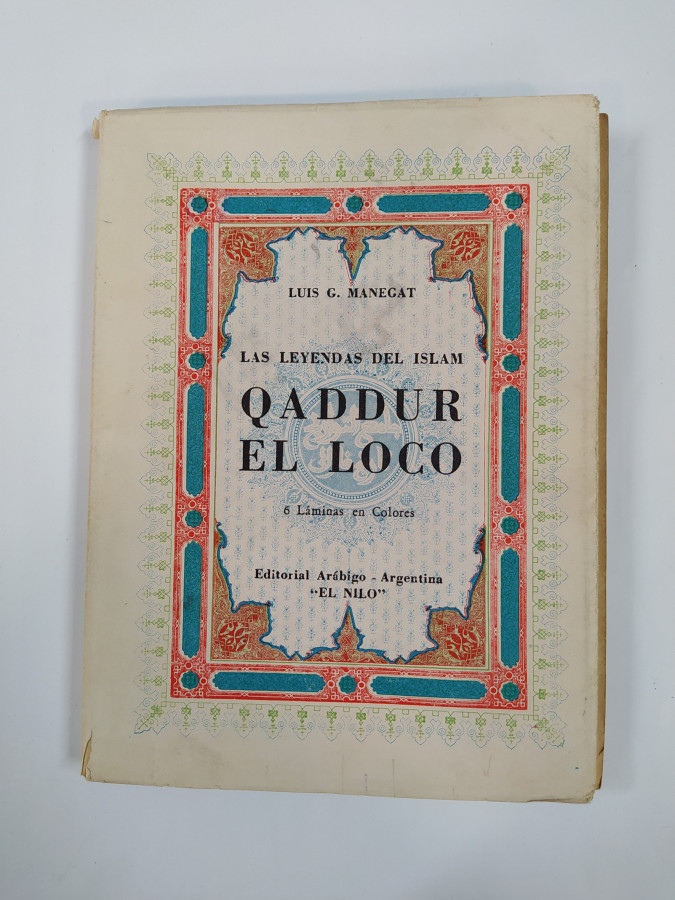 LUIS G. MANEGAT
LAS LEYENDAS DEL ISLAM
QADDUR
EL LOCO
6 Láminas en Colores
Editorial Arábigo - Argentina
"EL NILO"